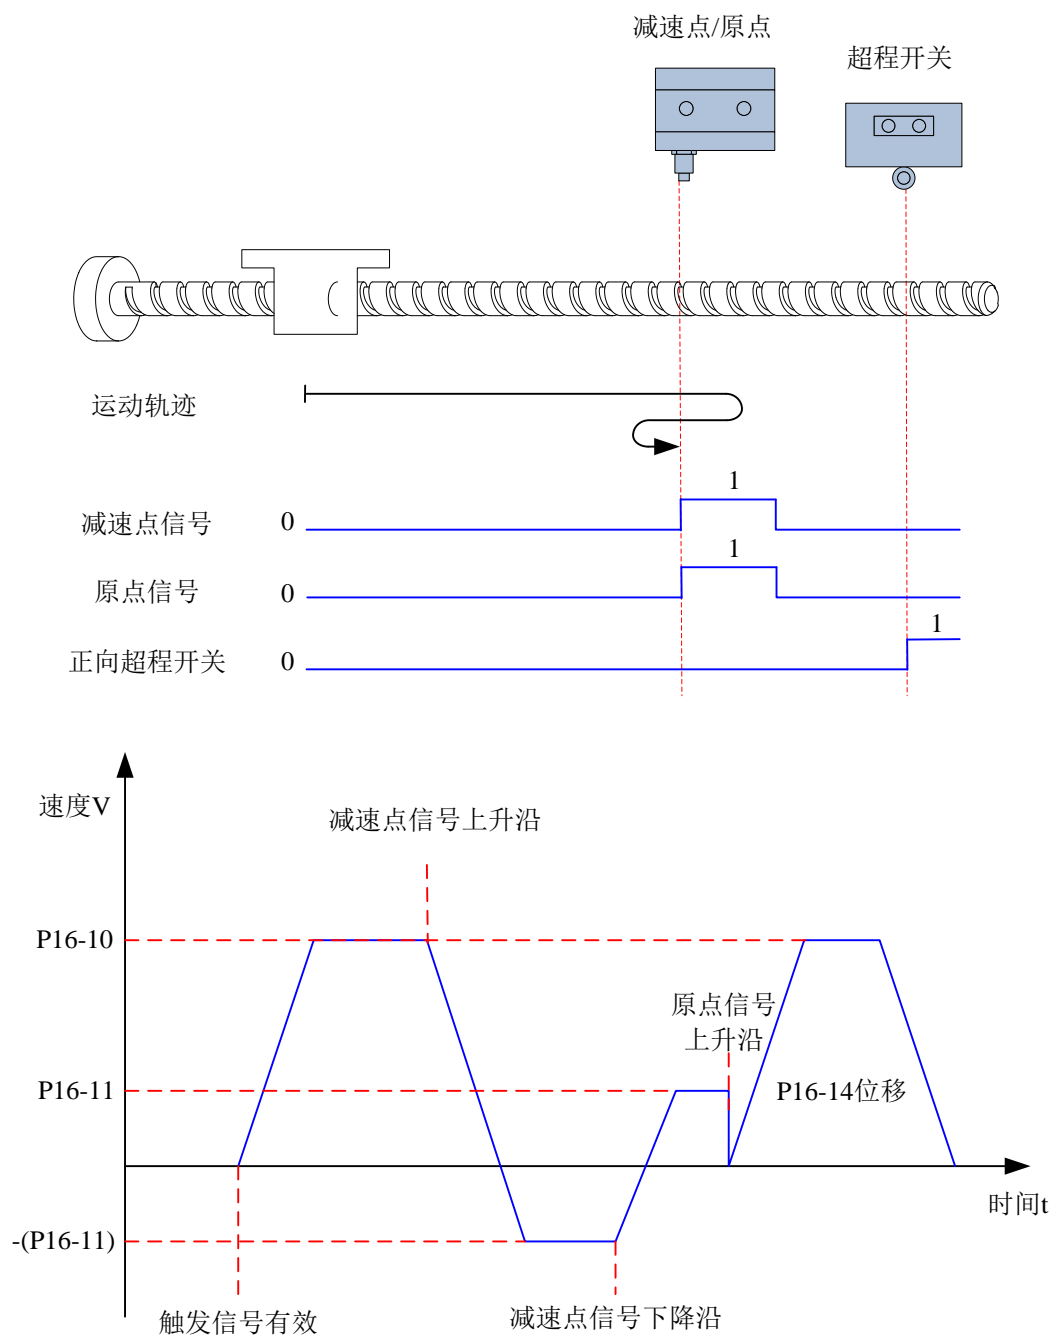 减速点/原点
超程开关
运动轨迹
1
减速点信号
0
1
原点信号
0
1
正向超程开关
0
速度V
减速点信号上升沿
P16-10
原点信号
上升沿
P16-11
P16-14位移
时间t
-(P16-11)
触发信号有效
减速点信号下降沿